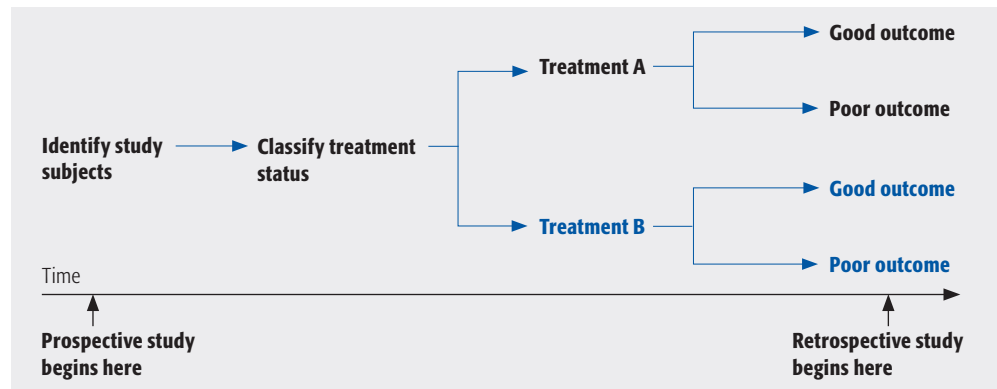 Good outcome
Treatment A
Poor outcome
Identify study
subjects
Classify treatment
status
Good outcome
Treatment B
Poor outcome
Time
Prospective study
begins here
Retrospective study
begins here